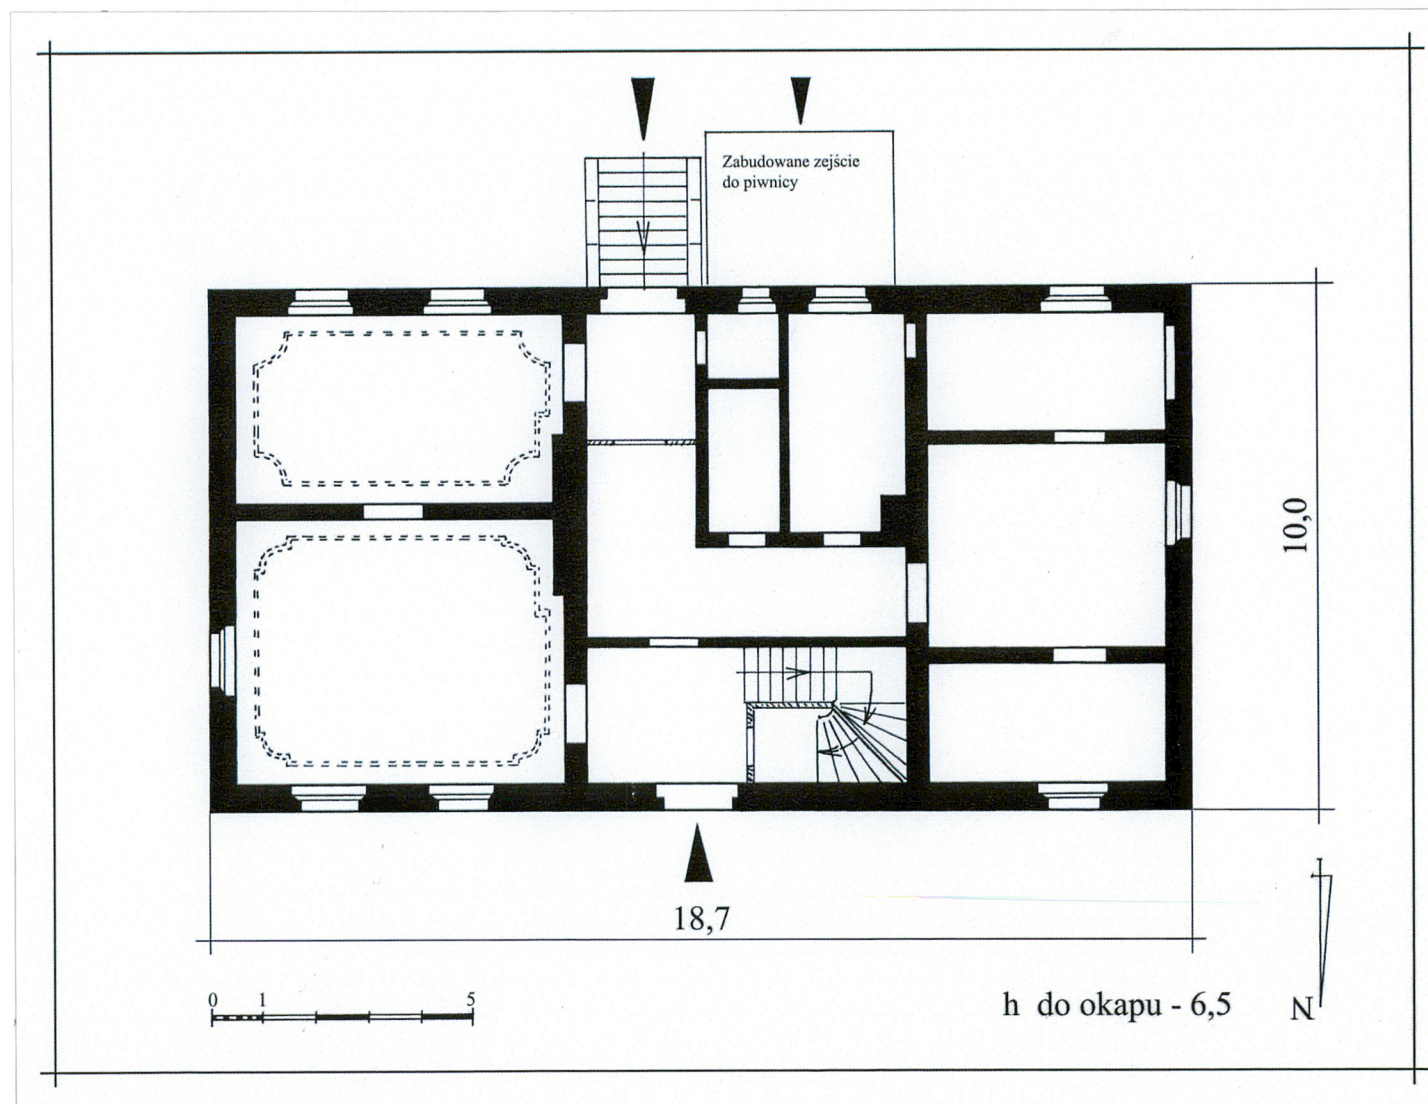 Zabudowane zejście
do piwnicy
10,0
18,7
0 1 5
h do okapu - 6,5
N